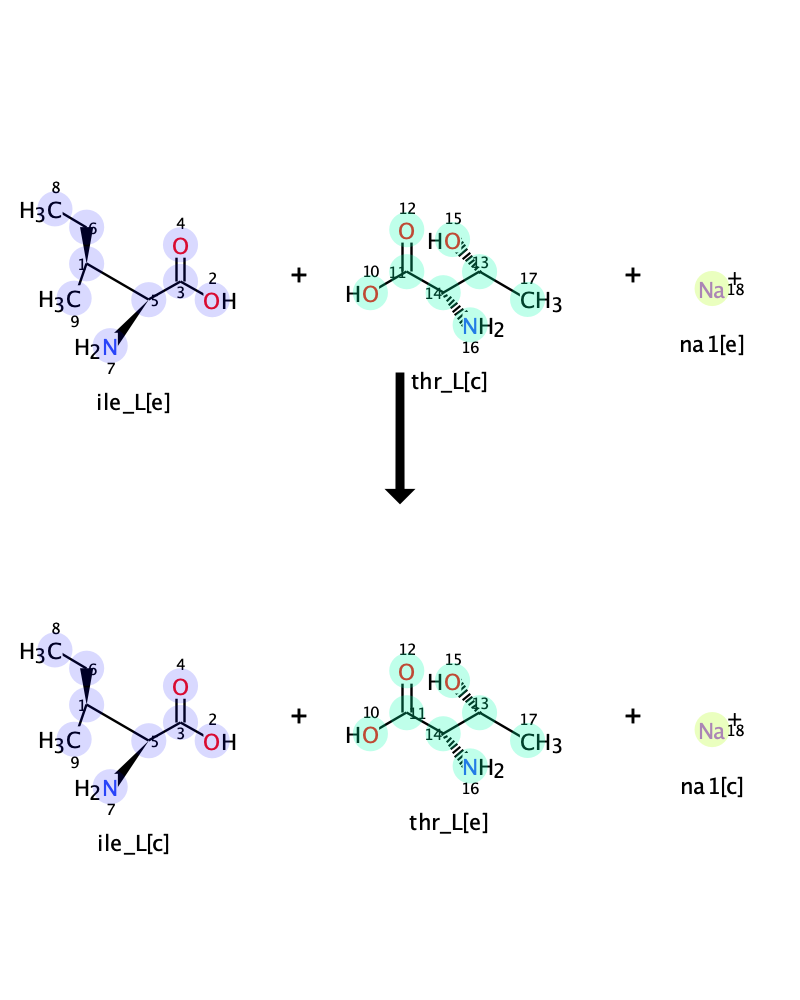 8
H₃C
6
4
O
1
12
O
15
HO
10
HO
11
13
14
17
CH₃
H₃C
9
5
3
2
OH
+
+
Na
+
18
H₂N
7
NH₂
16
ile_L[e]
thr_L[c]
na1[e]
8
H₃C
6
4
O
1
12
O
15
HO
10
HO
11
13
14
17
CH₃
H₃C
9
5
3
2
OH
+
+
Na
+
18
H₂N
7
NH₂
16
ile_L[c]
thr_L[e]
na1[c]